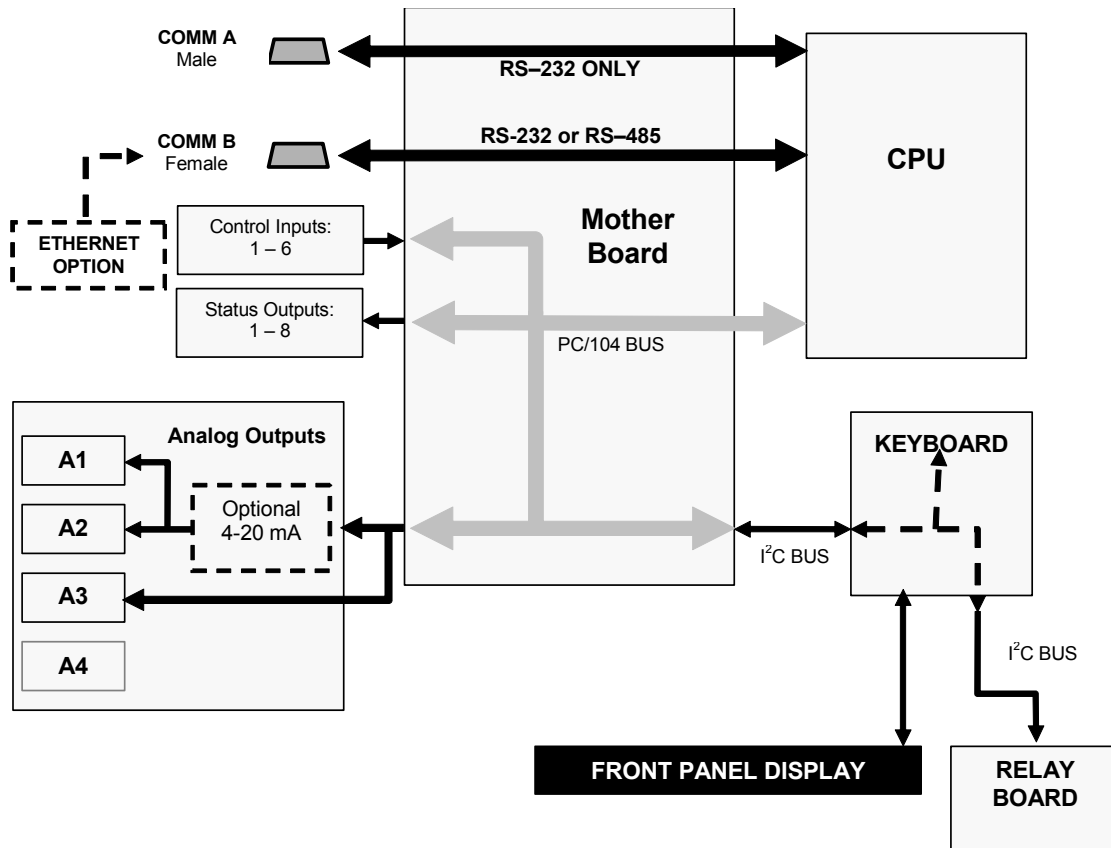 COMM A
Male
RS–232 ONLY
COMM B
Female
RS-232 or RS–485
CPU
ETHERNET
OPTION
Control Inputs:
1 – 6
Mother
Board
Status Outputs:
1 – 8
PC/104 BUS
Analog Outputs
A1
A2
A3
A4
Optional
4-20 mA
I²C BUS
KEYBOARD
I²C BUS
FRONT PANEL DISPLAY
RELAY
BOARD